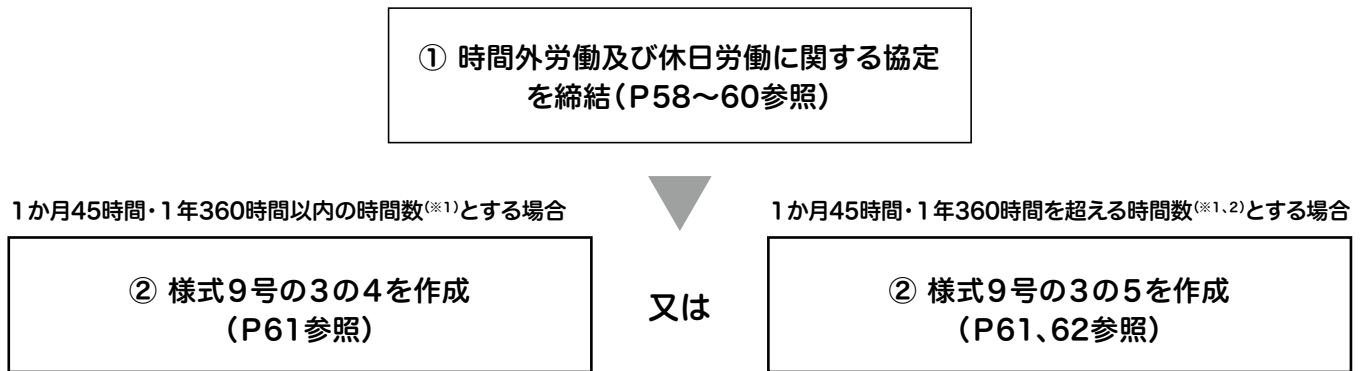 ① 時間外労働及び休日労働に関する協定
を締結（P58～60参照）
1か月45時間・1年360時間以内の時間数(※1)とする場合
1か月45時間・1年360時間を超える時間数(※1、2)とする場合
② 様式9号の3の4を作成
（P61参照）
又は
② 様式9号の3の5を作成
（P61、62参照）